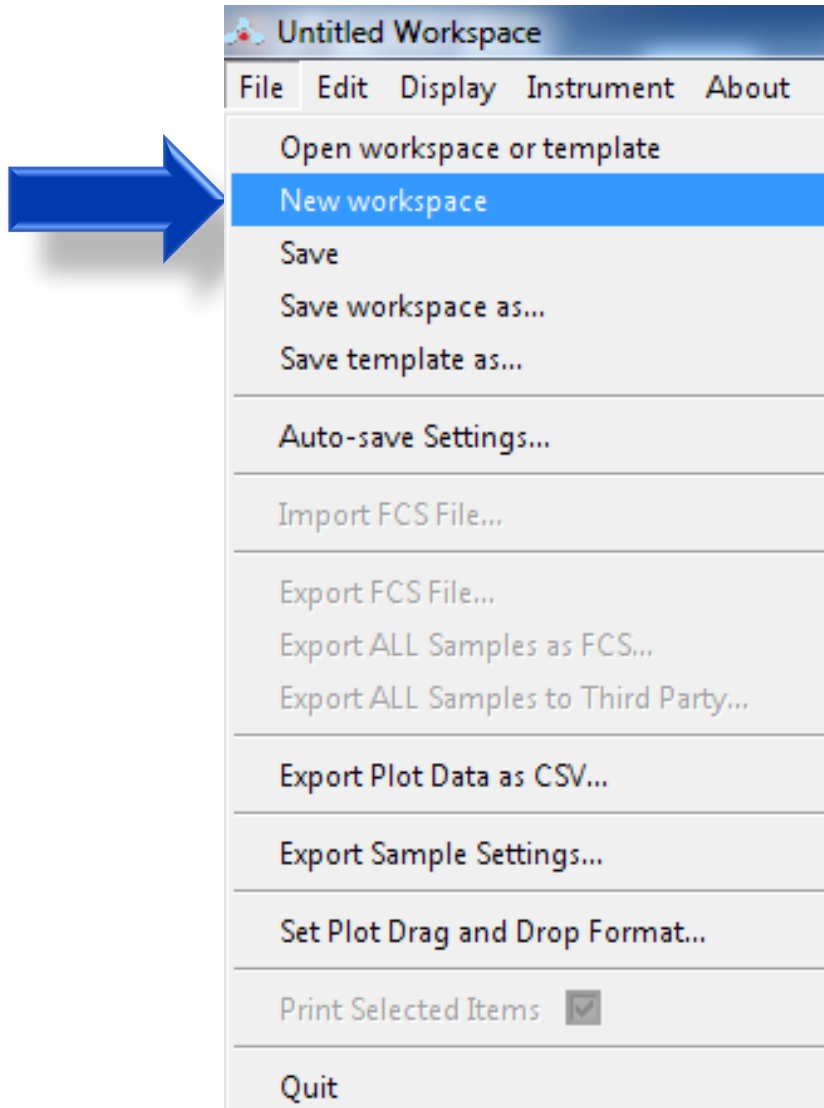 Untitled Workspace
File Edit Display Instrument About
Open workspace or template
New workspace
Save
Save workspace as...
Save template as...
Auto-save Settings...
Import FCS File...
Export FCS File...
Export ALL Samples as FCS...
Export ALL Samples to Third Party...
Export Plot Data as CSV...
Export Sample Settings...
Set Plot Drag and Drop Format...
Print Selected Items
Quit